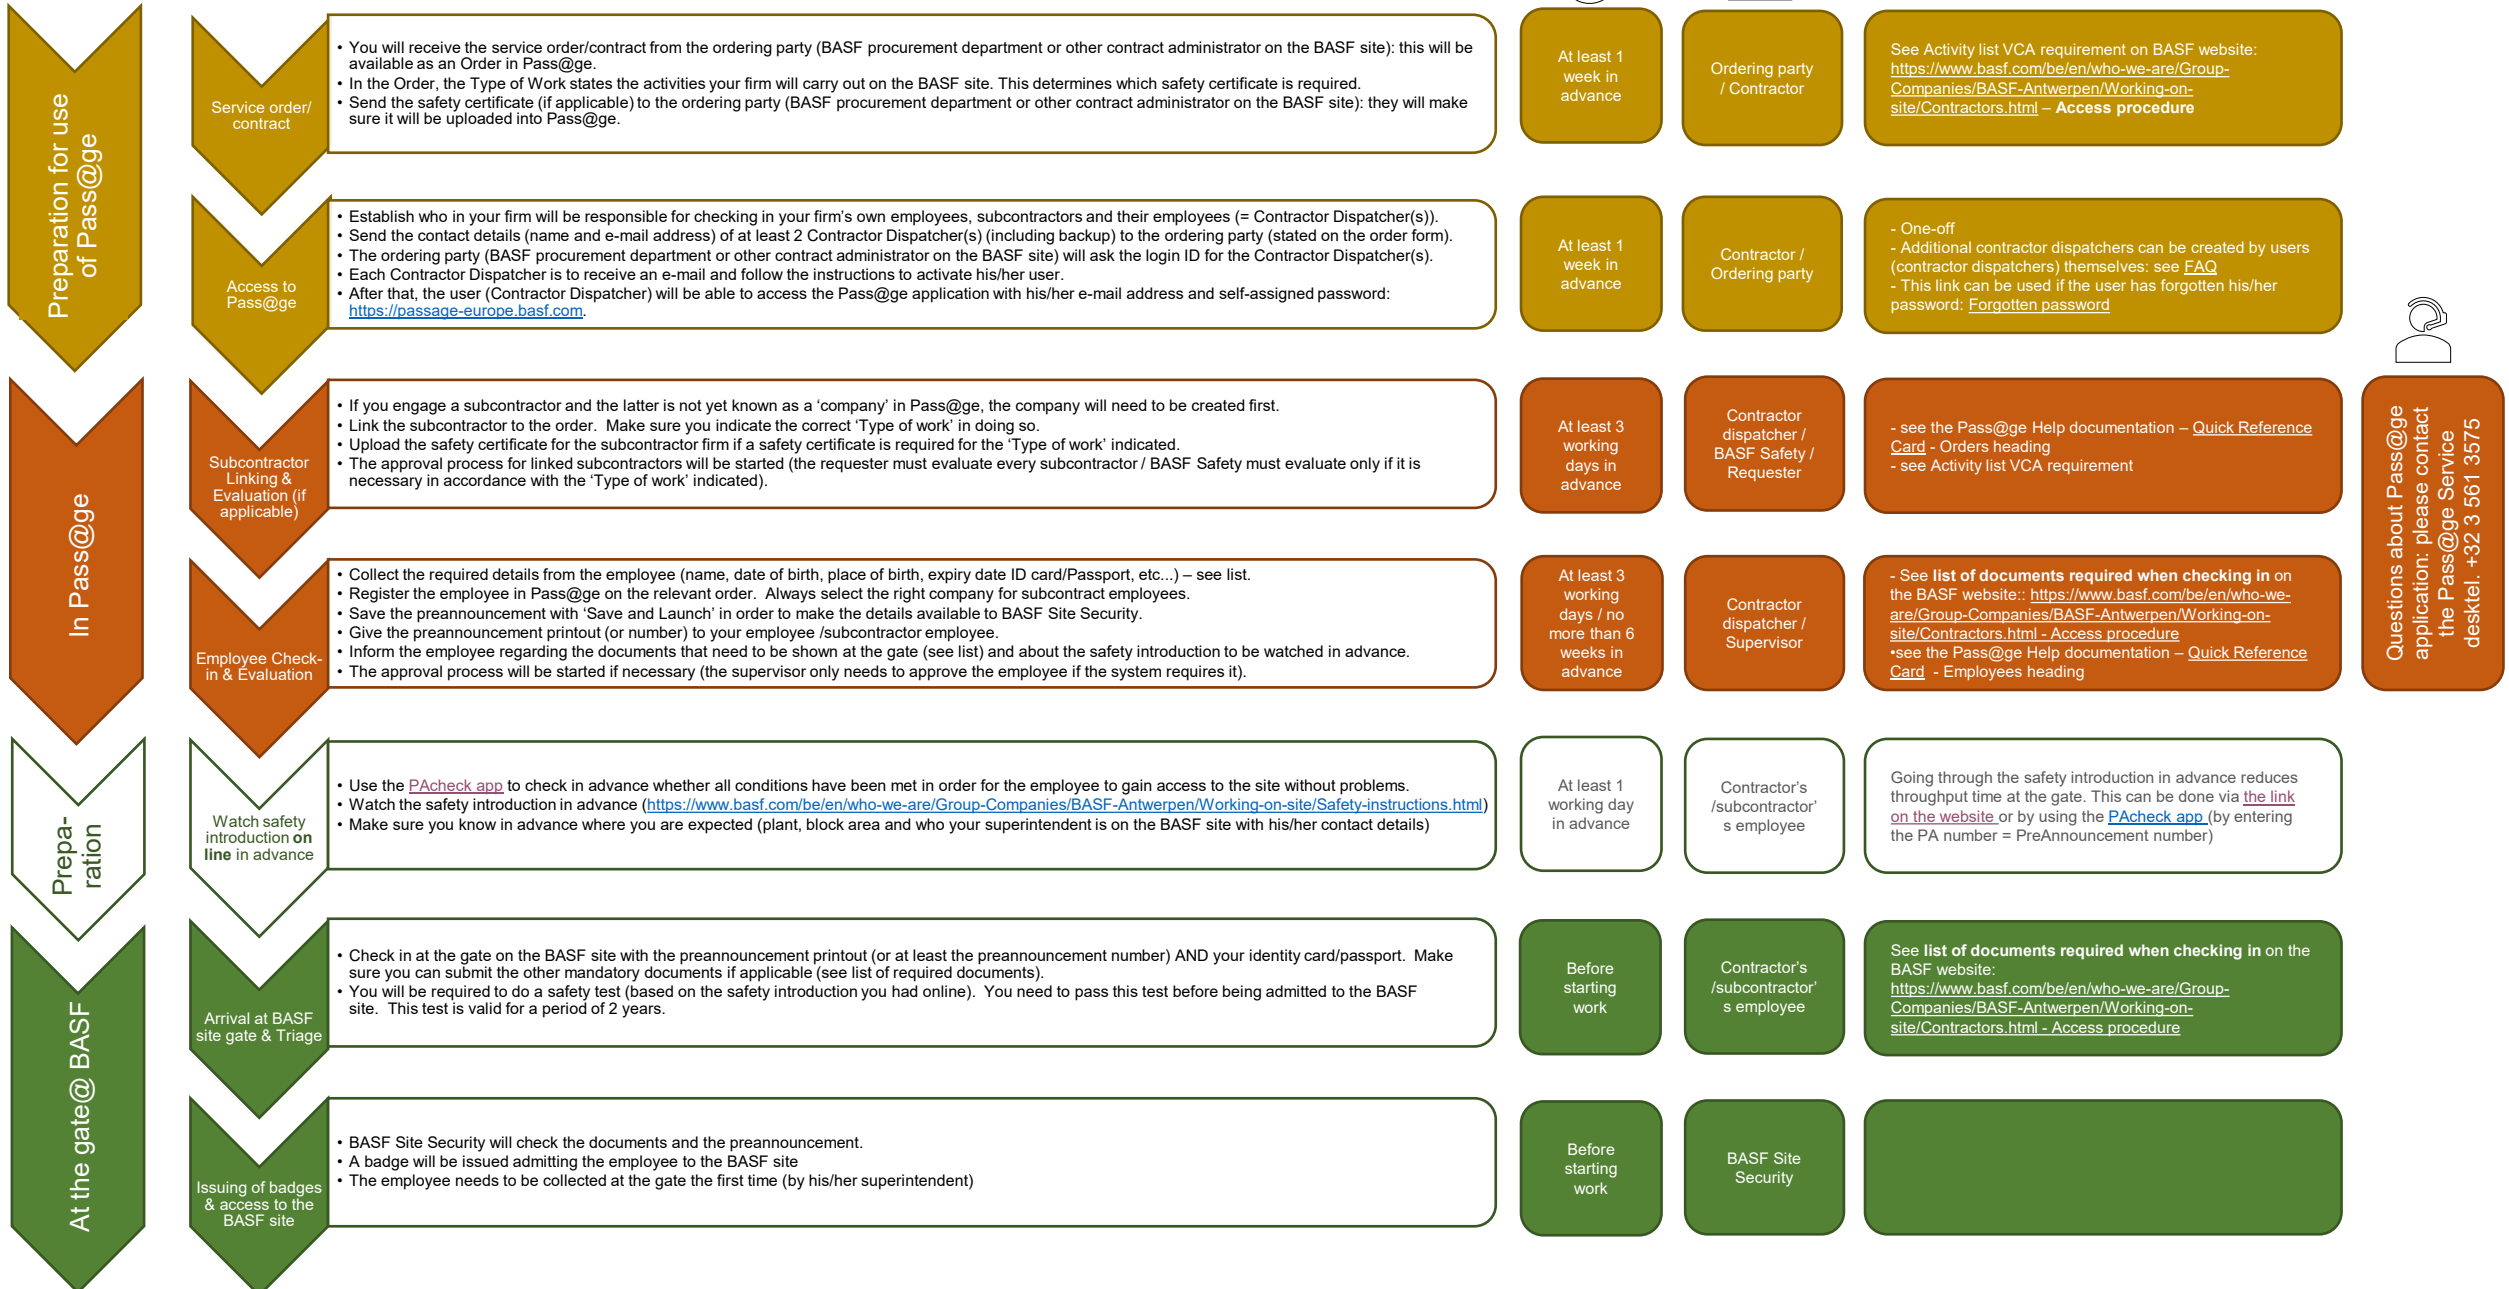 Preparation for use
of Pass@ge
Service order/
contract
• You will receive the service order/contract from the ordering party (BASF procurement department or other contract administrator on the BASF site): this will be
available as an Order in Pass@ge.
• In the Order, the Type of Work states the activities your firm will carry out on the BASF site. This determines which safety certificate is required.
• Send the safety certificate (if applicable) to the ordering party (BASF procurement department or other contract administrator on the BASF site): they will make
sure it will be uploaded into Pass@ge.
At least 1
week in
advance
Ordering party
/ Contractor
See Activity list VCA requirement on BASF website:
https://www.basf.com/be/en/who-we-are/Group-
Companies/BASF-Antwerpen/Working-on-
site/Contractors.html – Access procedure
Access to
Pass@ge
• Establish who in your firm will be responsible for checking in your firm's own employees, subcontractors and their employees (= Contractor Dispatcher(s)).
• Send the contact details (name and e-mail address) of at least 2 Contractor Dispatcher(s) (including backup) to the ordering party (stated on the order form).
• The ordering party (BASF procurement department or other contract administrator on the BASF site) will ask the login ID for the Contractor Dispatcher(s).
• Each Contractor Dispatcher is to receive an e-mail and follow the instructions to activate his/her user.
• After that, the user (Contractor Dispatcher) will be able to access the Pass@ge application with his/her e-mail address and self-assigned password:
https://passage-europe.basf.com.
At least 1
week in
advance
Contractor /
Ordering party
- One-off
- Additional contractor dispatchers can be created by users
(contractor dispatchers) themselves: see FAQ
- This link can be used if the user has forgotten his/her
password: Forgotten password
In Pass@ge
Subcontractor
Linking &
Evaluation (if
applicable)
• If you engage a subcontractor and the latter is not yet known as a ‘company’ in Pass@ge, the company will need to be created first.
• Link the subcontractor to the order.  Make sure you indicate the correct ‘Type of work’ in doing so.
• Upload the safety certificate for the subcontractor firm if a safety certificate is required for the ‘Type of work’ indicated.
• The approval process for linked subcontractors will be started (the requester must evaluate every subcontractor / BASF Safety must evaluate only if it is
necessary in accordance with the ‘Type of work’ indicated).
At least 3
working
days in
advance
Contractor
dispatcher /
BASF Safety /
Requester
- see the Pass@ge Help documentation – Quick Reference
Card - Orders heading
- see Activity list VCA requirement
Questions about Pass@ge
application: please contact
the Pass@ge Service
desktel. +32 3 561 3575
Employee Check-
in & Evaluation
• Collect the required details from the employee (name, date of birth, place of birth, expiry date ID card/Passport, etc...) – see list.
• Register the employee in Pass@ge on the relevant order.  Always select the right company for subcontract employees.
• Save the preannouncement with ‘Save and Launch’ in order to make the details available to BASF Site Security.
• Give the preannouncement printout (or number) to your employee /subcontractor employee.
• Inform the employee regarding the documents that need to be shown at the gate (see list) and about the safety introduction to be watched in advance.
• The approval process will be started if necessary (the supervisor only needs to approve the employee if the system requires it).
At least 3
working
days / no
more than 6
weeks in
advance
Contractor
dispatcher /
Supervisor
- See list of documents required when checking in on
the BASF website:: https://www.basf.com/be/en/who-we-
are/Group-Companies/BASF-Antwerpen/Working-on-
site/Contractors.html - Access procedure
•see the Pass@ge Help documentation – Quick Reference
Card  - Employees heading
Prepa-
ration
Watch safety
introduction on
line in advance
• Use the PAcheck app to check in advance whether all conditions have been met in order for the employee to gain access to the site without problems.
• Watch the safety introduction in advance (https://www.basf.com/be/en/who-we-are/Group-Companies/BASF-Antwerpen/Working-on-site/Safety-instructions.html)
• Make sure you know in advance where you are expected (plant, block area and who your superintendent is on the BASF site with his/her contact details)
At least 1
working day
in advance
Contractor's
/subcontractor'
s employee
Going through the safety introduction in advance reduces
throughput time at the gate. This can be done via the link
on the website or by using the PAcheck app (by entering
the PA number = PreAnnouncement number)
At the gate@ BASF
Arrival at BASF
site gate & Triage
• Check in at the gate on the BASF site with the preannouncement printout (or at least the preannouncement number) AND your identity card/passport.  Make
sure you can submit the other mandatory documents if applicable (see list of required documents).
• You will be required to do a safety test (based on the safety introduction you had online).  You need to pass this test before being admitted to the BASF
site.  This test is valid for a period of 2 years.
Before
starting
work
Contractor's
/subcontractor'
s employee
See list of documents required when checking in on the
BASF website:
https://www.basf.com/be/en/who-we-are/Group-
Companies/BASF-Antwerpen/Working-on-
site/Contractors.html - Access procedure
Issuing of badges
& access to the
BASF site
• BASF Site Security will check the documents and the preannouncement.
• A badge will be issued admitting the employee to the BASF site
• The employee needs to be collected at the gate the first time (by his/her superintendent)
Before
starting
work
BASF Site
Security